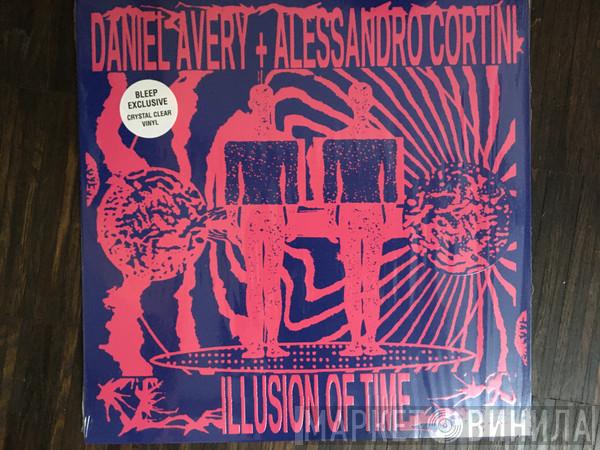 DANIEL AVERY + ALESSANDRO CORTINI
BLEEP
EXCLUSIVE
CRYSTAL CLEAR
VINYL
ILLUSION OF TIME
МАРКЕТ ВИНИЛА